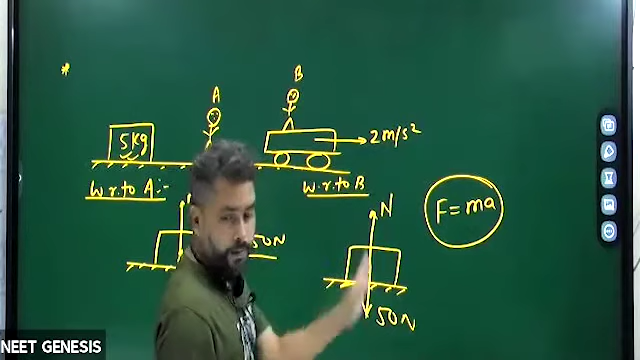 *
A
B
5kg
2m/s²
W.r.to A:-
W.r.to B
N
F=ma
50N
50N
NEET GENESIS